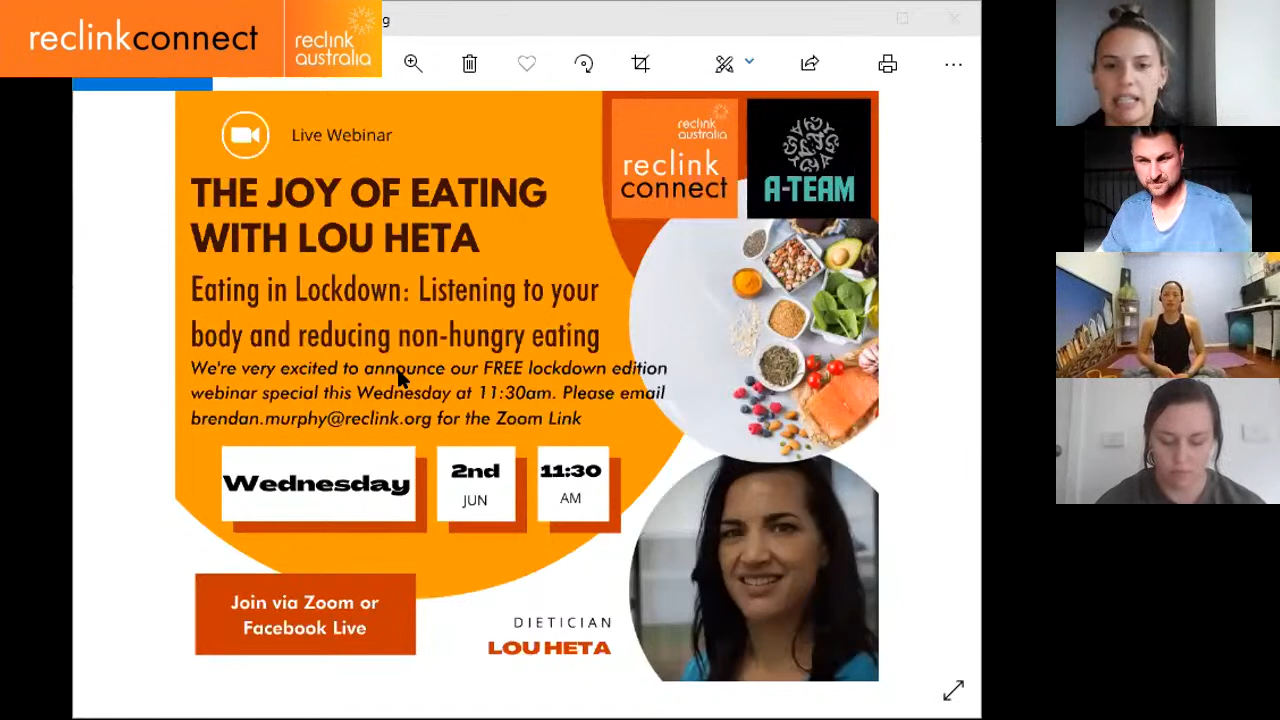 reclinkconnect
reclink
australia
g
Live Webinar
THE JOY OF EATING
WITH LOU HETA
Eating in Lockdown: Listening to your
body and reducing non-hungry eating
We're very excited to announce our FREE lockdown edition
webinar special this Wednesday at 11:30am. Please email
brendan.murphy@reclink.org for the Zoom Link
Wednesday
2nd
JUN
11:30
AM
Join via Zoom or
Facebook Live
DIETICIAN
LOU HETA
reclink
australia
reclink
connect
A-TEAM